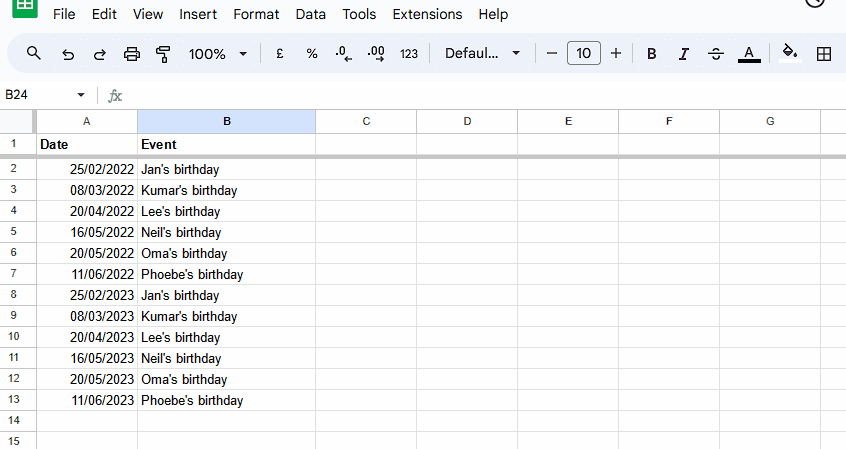 File Edit View Insert Format Data Tools Extensions Help
100% £ % .0 .00 123 Defaul... − 10 + B I S A
B24 fx
A B C D E F G
1 Date Event
2 25/02/2022 Jan's birthday
3 08/03/2022 Kumar's birthday
4 20/04/2022 Lee's birthday
5 16/05/2022 Neil's birthday
6 20/05/2022 Oma's birthday
7 11/06/2022 Phoebe's birthday
8 25/02/2023 Jan's birthday
9 08/03/2023 Kumar's birthday
10 20/04/2023 Lee's birthday
11 16/05/2023 Neil's birthday
12 20/05/2023 Oma's birthday
13 11/06/2023 Phoebe's birthday
14
15